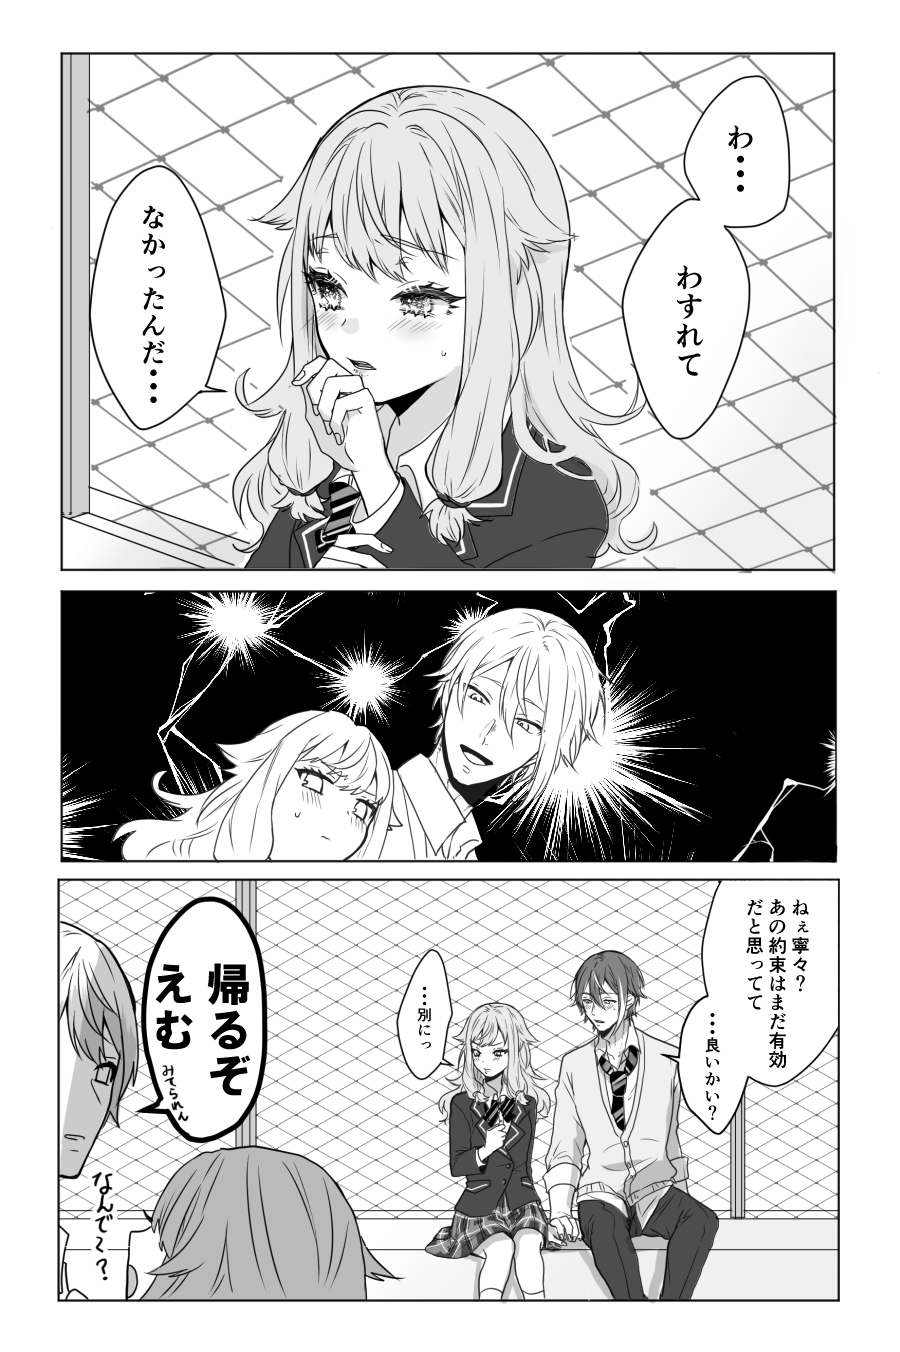 わ・・・
わすれて
なかったんだ・・・
ねぇ寧々？
あの約束はまだ有効
だと思ってて
・・・良いかい？
・・・別にっ
帰るぞ
えむ
みてられん
なんで〜？